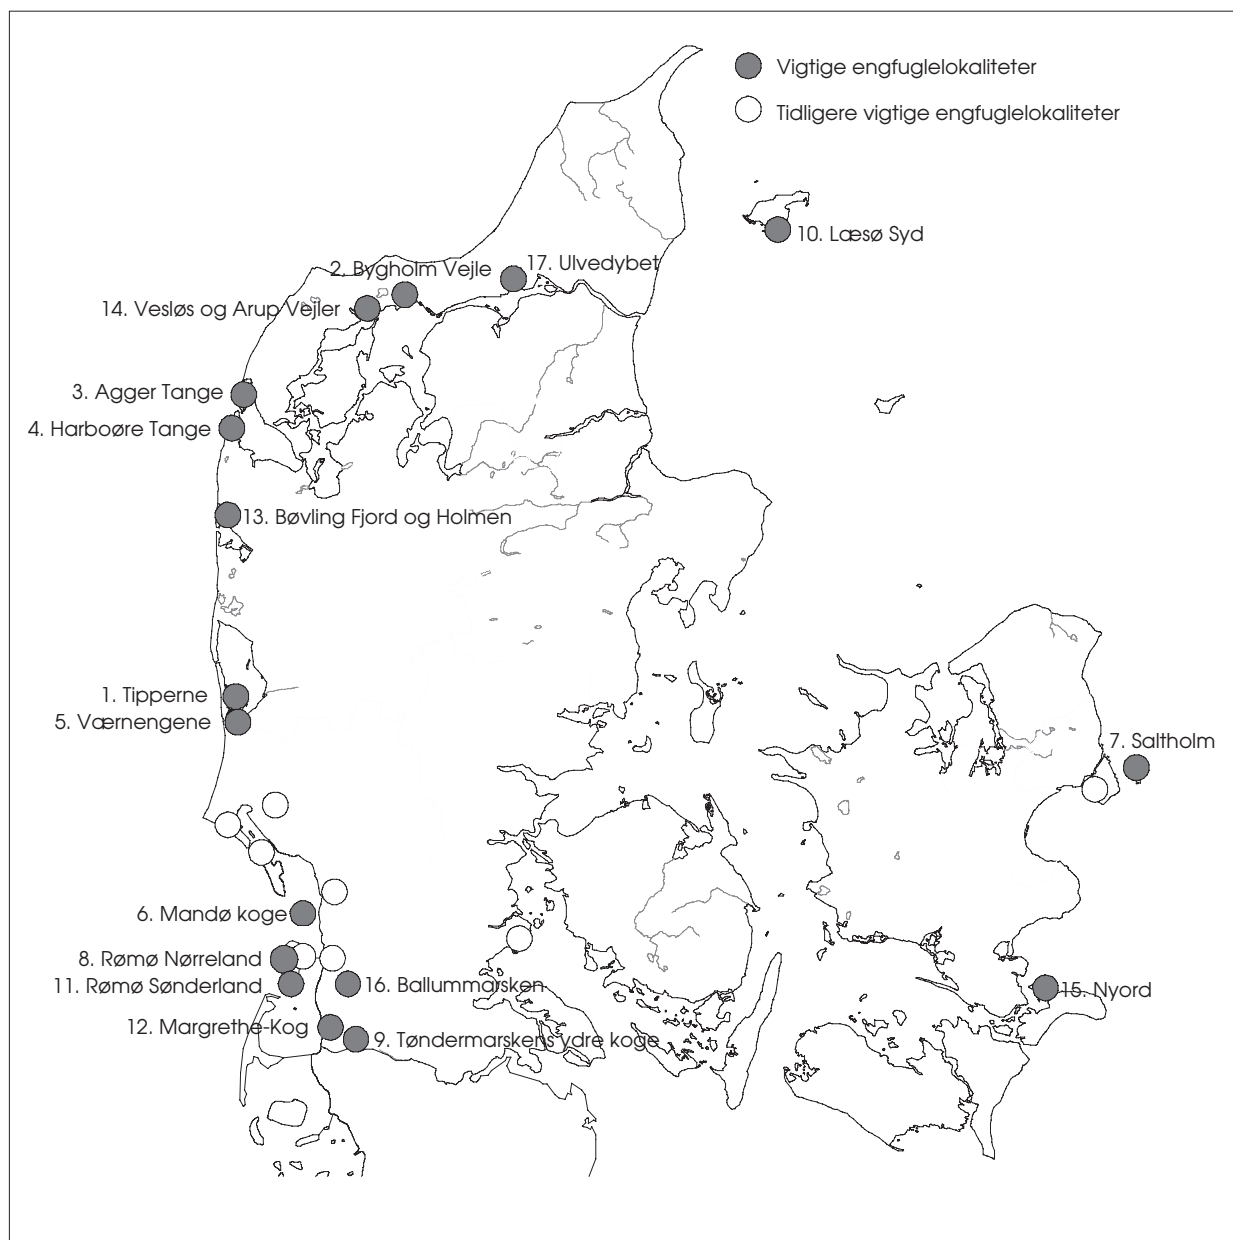 Vigtige engfuglelokaliteter
Tidligere vigtige engfuglelokaliteter
10. Læsø Syd
17. Ulvedybet
2. Bygholm Vejle
14. Vesløs og Arup Vejler
3. Agger Tange
4. Harboøre Tange
13. Bøvling Fjord og Holmen
1. Tipperne
5. Værnengene
7. Saltholm
6. Mandø koge
8. Rømø Nørreland
11. Rømø Sønderland
16. Ballummarsken
15. Nyord
12. Margrethe-Kog
9. Tøndermarskens ydre koge